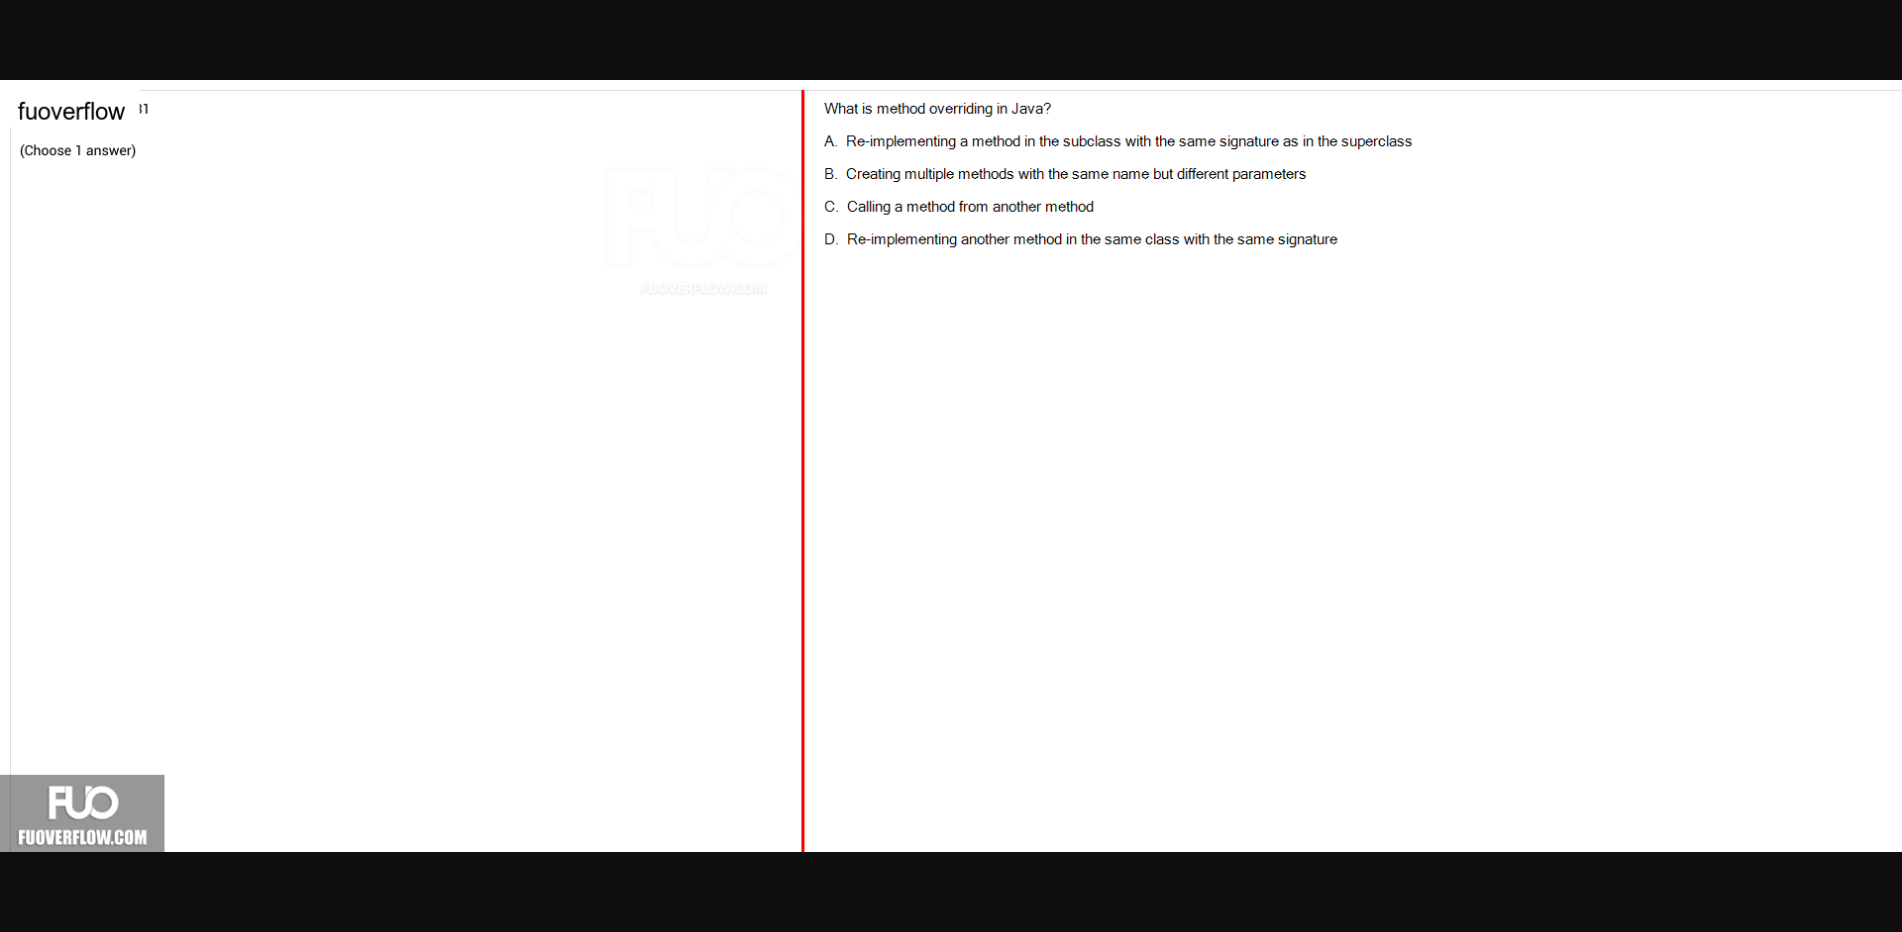 fuoverflow 31
(Choose 1 answer)
FUO
FUOVERFLOW.COM
What is method overriding in Java?
A. Re-implementing a method in the subclass with the same signature as in the superclass
B. Creating multiple methods with the same name but different parameters
C. Calling a method from another method
D. Re-implementing another method in the same class with the same signature
FUO
FUOVERFLOW.COM